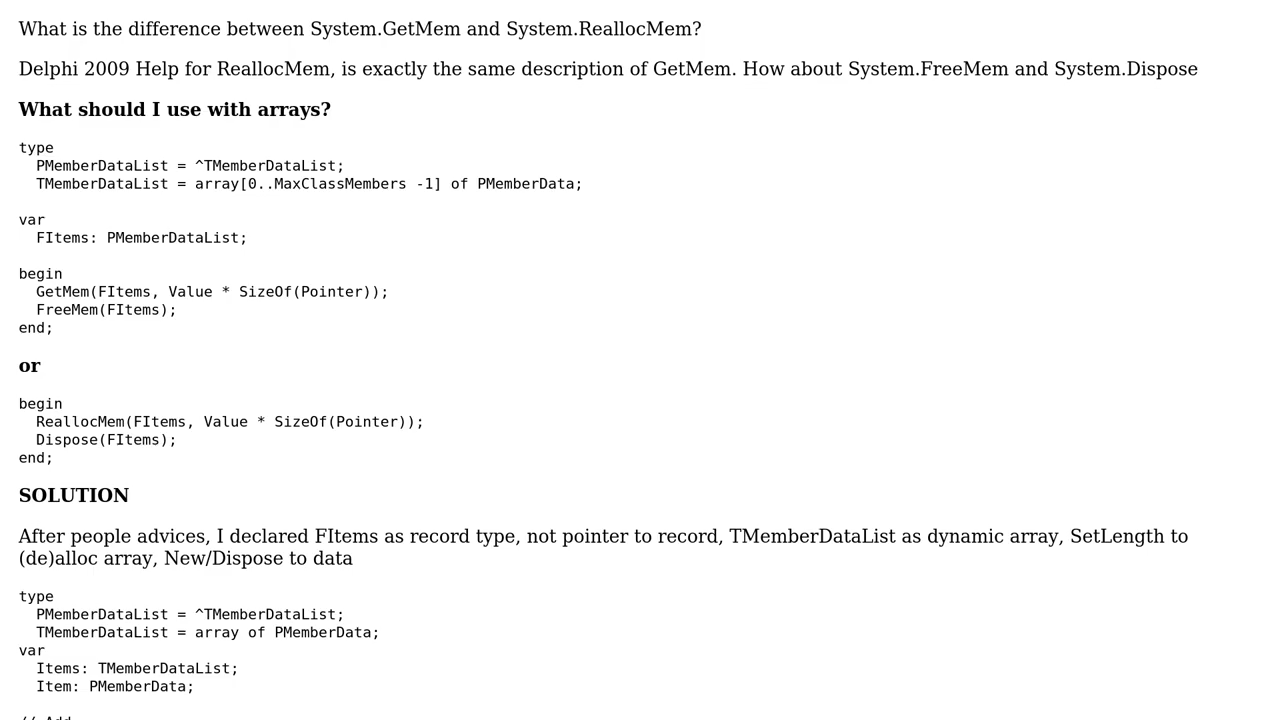 What is the difference between System.GetMem and System.ReallocMem?
Delphi 2009 Help for ReallocMem, is exactly the same description of GetMem. How about System.FreeMem and System.Dispose
What should I use with arrays?
type
  PMemberDataList = ^TMemberDataList;
  TMemberDataList = array[0..MaxClassMembers -1] of PMemberData;
var
  FItems: PMemberDataList;
begin
  GetMem(FItems, Value * SizeOf(Pointer));
  FreeMem(FItems);
end;
or
begin
  ReallocMem(FItems, Value * SizeOf(Pointer));
  Dispose(FItems);
end;
SOLUTION
After people advices, I declared FItems as record type, not pointer to record, TMemberDataList as dynamic array, SetLength to
(de)alloc array, New/Dispose to data
type
  PMemberDataList = ^TMemberDataList;
  TMemberDataList = array of PMemberData;
var
  Items: TMemberDataList;
  Item: PMemberData;
// Add